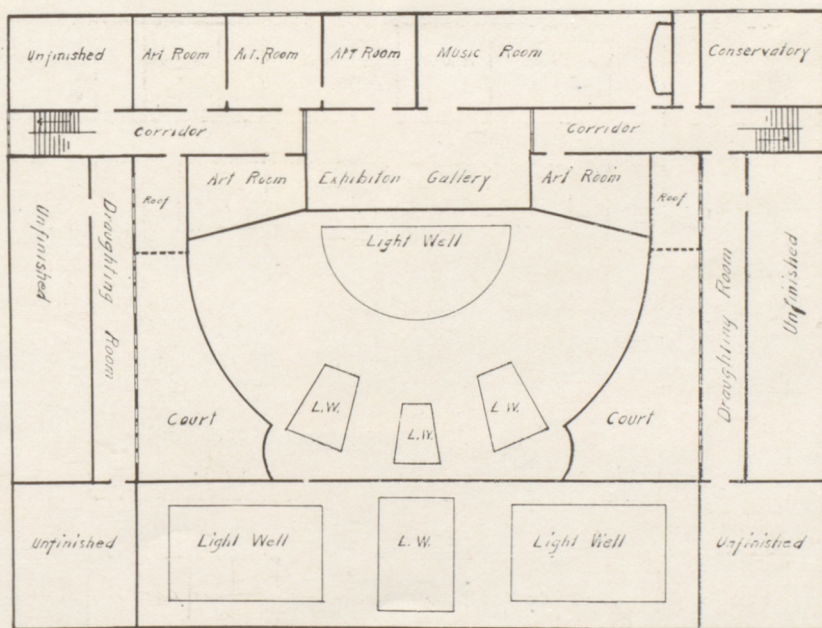 Unfinished
Art Room
Art. Room
Art Room
Music Room
Conservatory
Corridor
Corridor
Art Room
Exhibiton Gallery
Art Room
Roof
Roof
Unfinished
Draughting Room
Light Well
Draughting Room
Unfinished
L.W.
L.W.
L.W.
Court
Court
Unfinished
Light Well
L.W.
Light Well
Unfinished